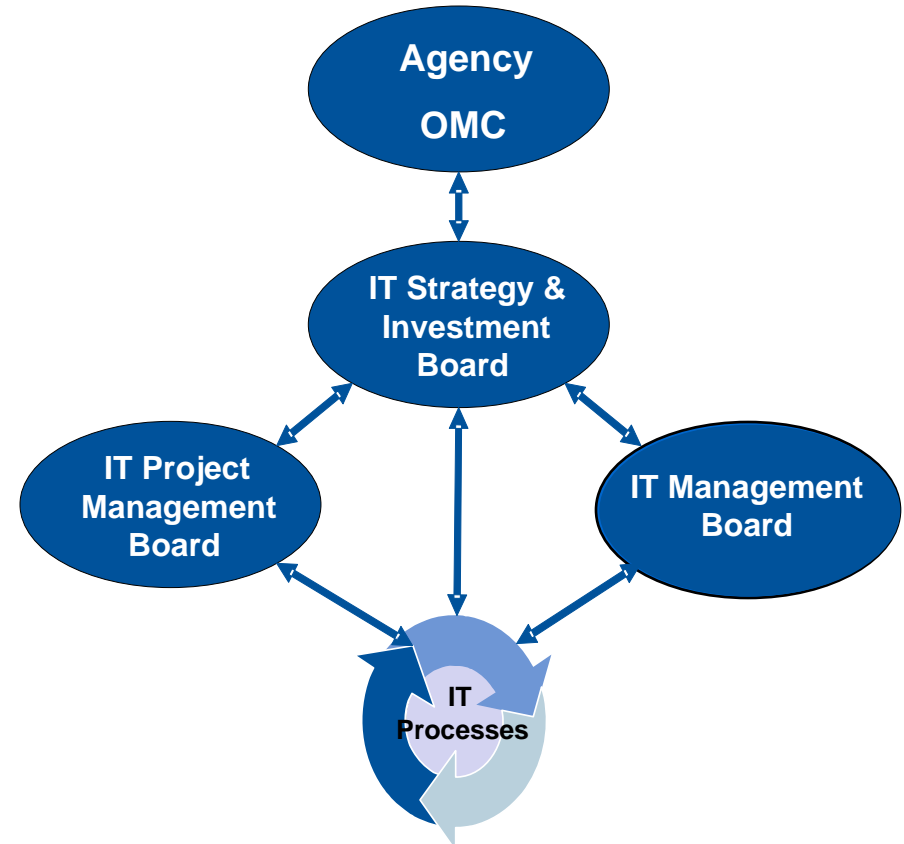 Agency
OMC
IT Strategy &
Investment
Board
IT Project
Management
Board
IT Management
Board
IT
Processes